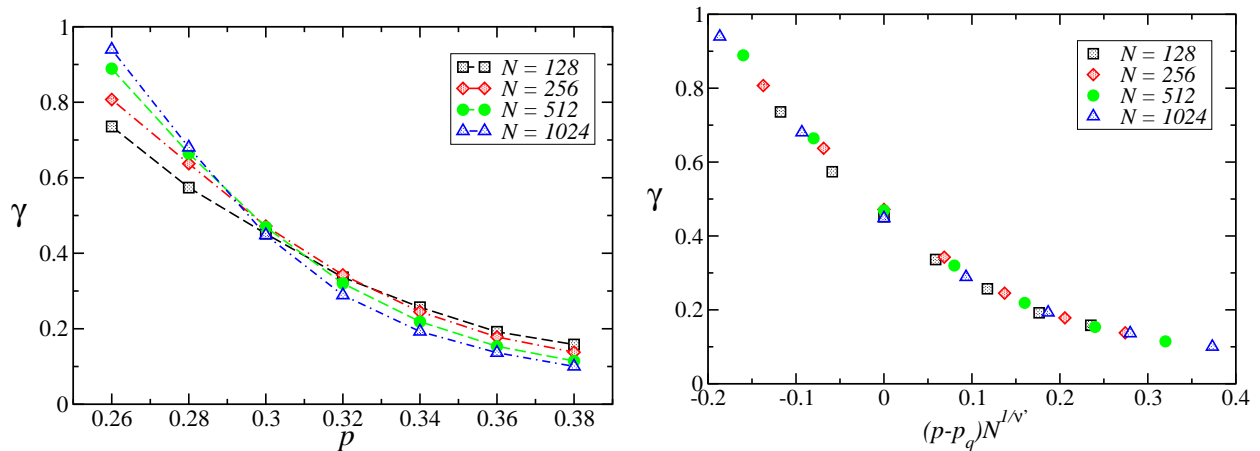 1
0.8
0.6
0.4
0.2
0
γ
0.26 0.28 0.3 0.32 0.34 0.36 0.38
p
N = 128
N = 256
N = 512
N = 1024
1
0.8
0.6
0.4
0.2
0
γ
-0.2 -0.1 0 0.1 0.2 0.3 0.4
(p-p_q)N^{1/ν'}
N = 128
N = 256
N = 512
N = 1024